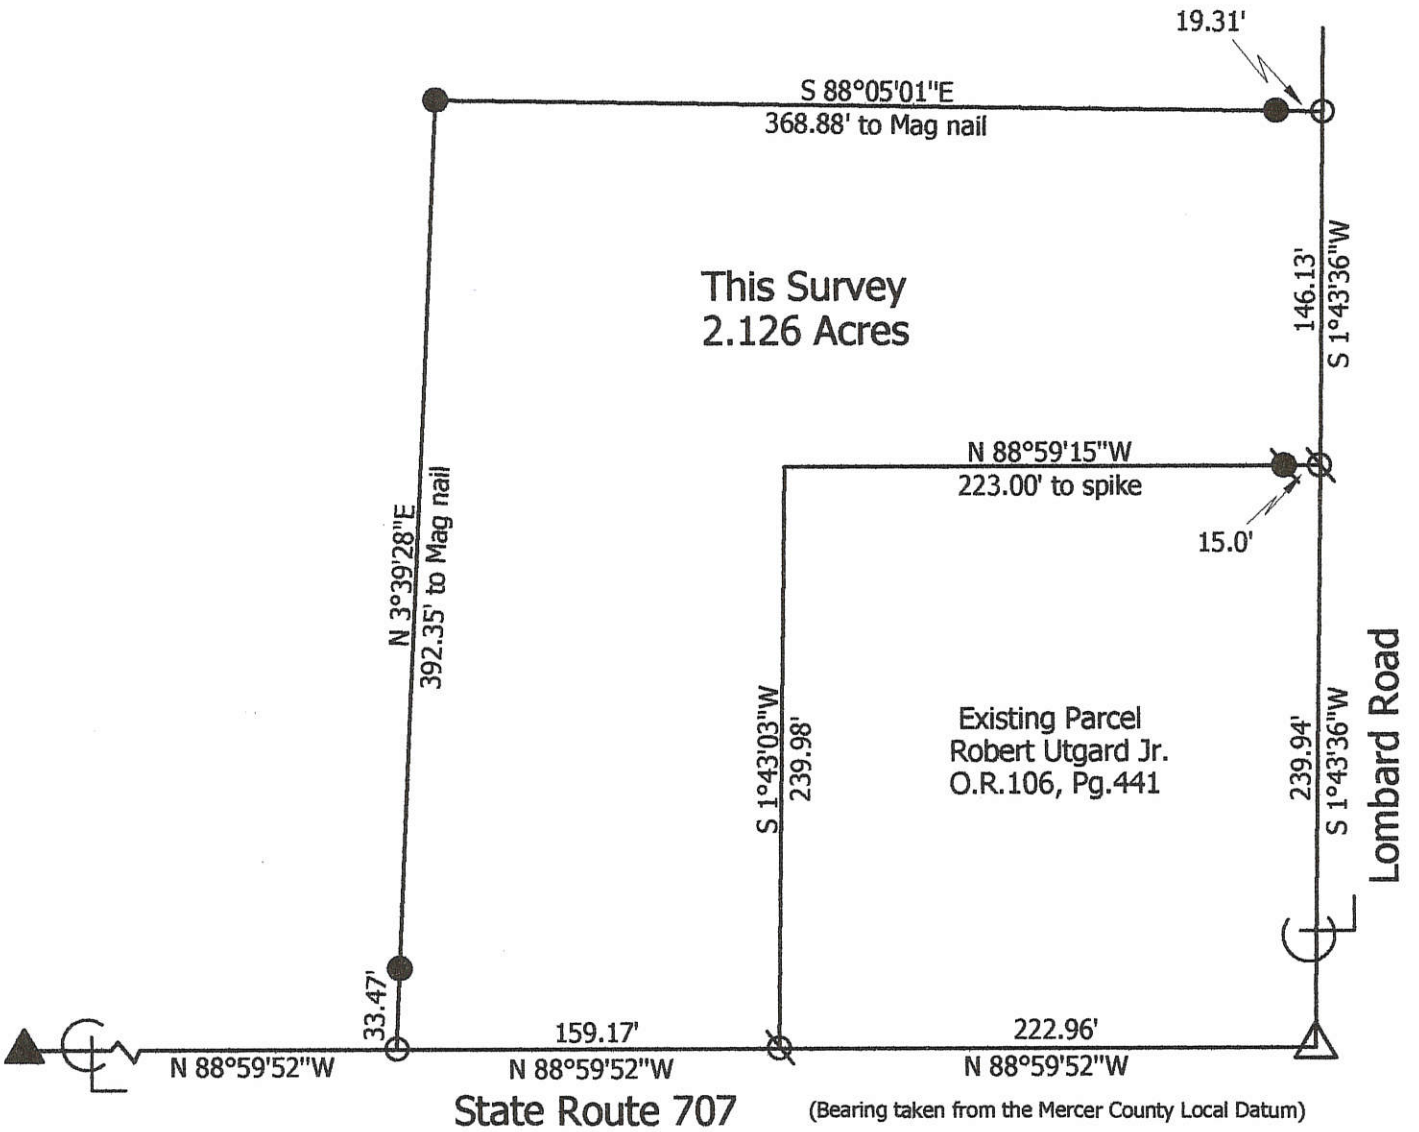 19.31'
S 88°05'01"E
368.88' to Mag nail
This Survey
2.126 Acres
146.13'
S 1°43'36"W
N 88°59'15"W
223.00' to spike
15.0'
N 3°39'28"E
392.35' to Mag nail
S 1°43'03"W
239.98'
Existing Parcel
Robert Utgard Jr.
O.R.106, Pg.441
239.94'
S 1°43'36"W
Lombard Road
33.47'
159.17'
222.96'
N 88°59'52"W
N 88°59'52"W
N 88°59'52"W
State Route 707
(Bearing taken from the Mercer County Local Datum)